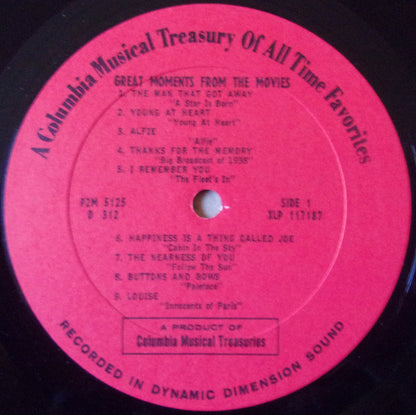 A Columbia Musical Treasury Of All Time Favorites
GREAT MOMENTS FROM THE MOVIES
1. THE MAN THAT GOT AWAY
"A Star Is Born"
2. YOUNG AT HEART
"Young At Heart"
3. ALFIE
"Alfie"
4. THANKS FOR THE MEMORY
"Big Broadcast of 1938"
5. I REMEMBER YOU
"The Fleet's In"
P2M 5125 SIDE 1
D 312 XLP 117187
6. HAPPINESS IS A THING CALLED JOE
"Cabin In The Sky"
7. THE NEARNESS OF YOU
"Follow The Sun"
8. BUTTONS AND BOWS
"Paleface"
9. LOUISE
"Innocents of Paris"
A PRODUCT OF
Columbia Musical Treasuries
RECORDED IN DYNAMIC DIMENSION SOUND